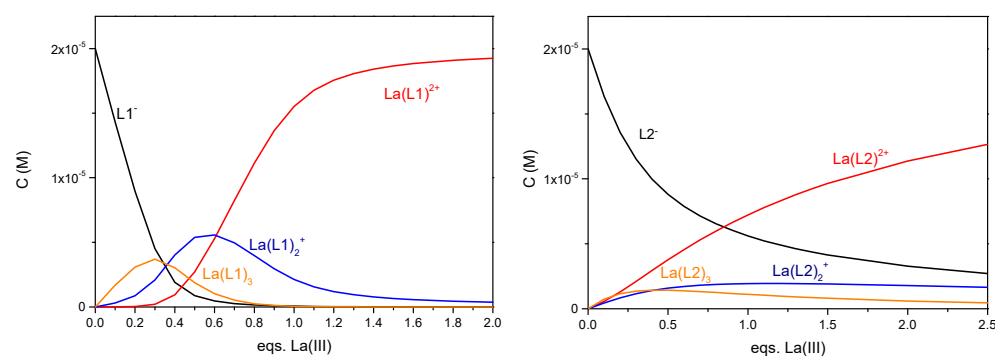 2x10⁻⁵
1x10⁻⁵
0
C (M)
L1⁻
La(L1)²⁺
La(L1)₂⁺
La(L1)₃
0.0 0.2 0.4 0.6 0.8 1.0 1.2 1.4 1.6 1.8 2.0
eqs. La(III)
2x10⁻⁵
1x10⁻⁵
0
C (M)
L2⁻
La(L2)²⁺
La(L2)₂⁺
La(L2)₃
0.0 0.5 1.0 1.5 2.0 2.5
eqs. La(III)